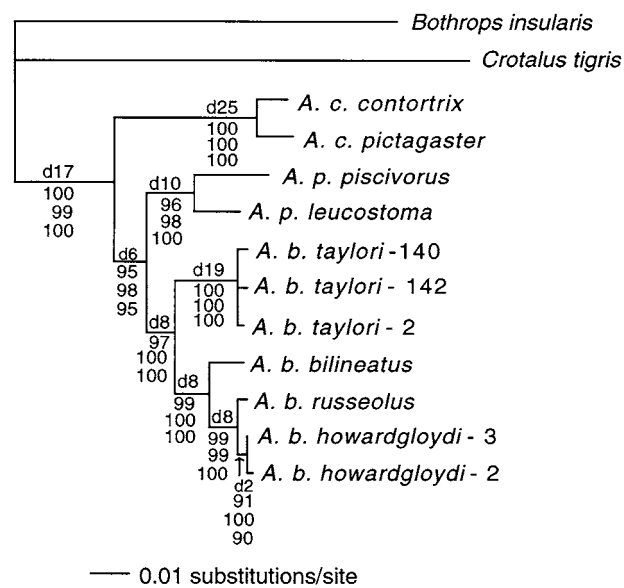 Bothrops insularis
Crotalus tigris
A. c. contortrix
d25
100
100
100
A. c. pictagaster
d17
100
99
100
A. p. piscivorus
d10
96
98
100
A. p. leucostoma
d6
95
98
95
A. b. taylori -140
d19
100
100
100
A. b. taylori - 142
A. b. taylori - 2
d8
97
100
100
A. b. bilineatus
d8
99
100
100
A. b. russeolus
d8
99
99
100
A. b. howardgloydi - 3
A. b. howardgloydi - 2
d2
91
100
90
0.01 substitutions/site